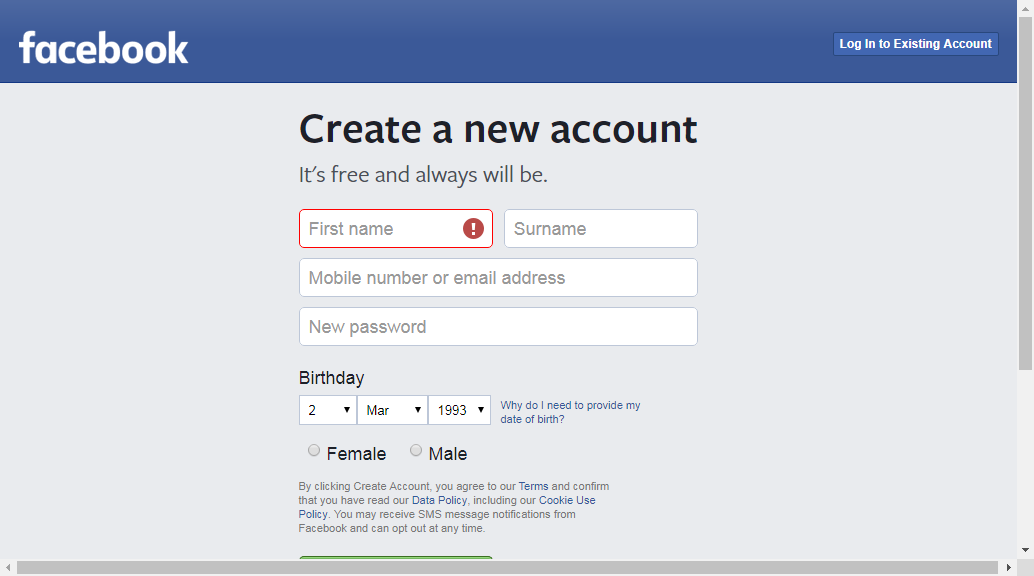 facebook
Log In to Existing Account
Create a new account
It's free and always will be.
First name
Surname
Mobile number or email address
New password
Birthday
2 Mar 1993
Why do I need to provide my
date of birth?
Female Male
By clicking Create Account, you agree to our Terms and confirm
that you have read our Data Policy, including our Cookie Use
Policy. You may receive SMS message notifications from
Facebook and can opt out at any time.